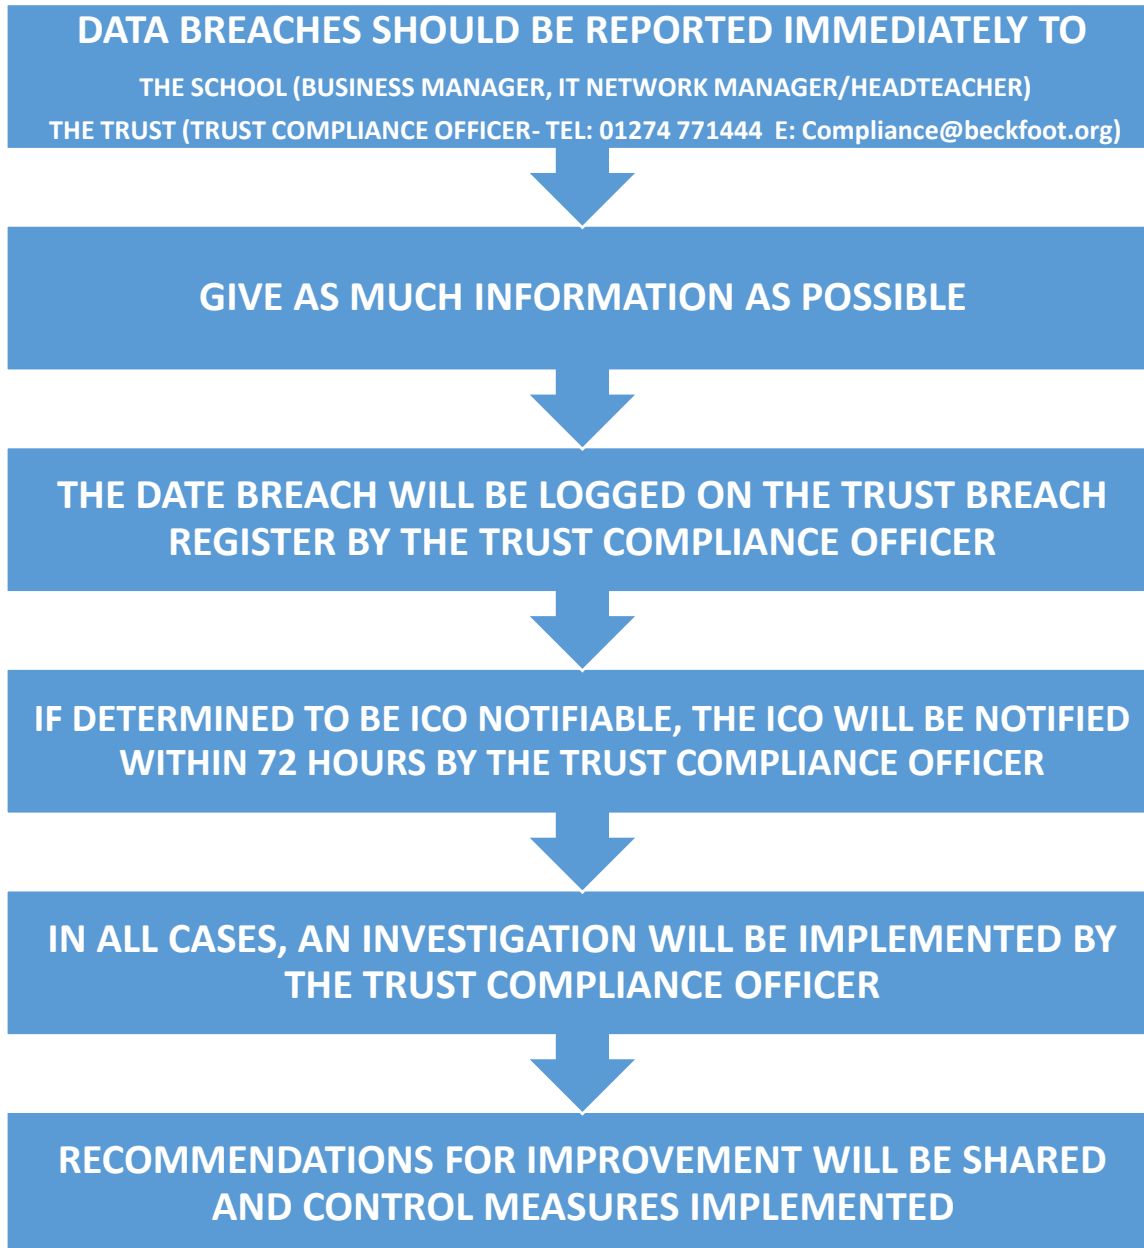 DATA BREACHES SHOULD BE REPORTED IMMEDIATELY TO
THE SCHOOL (BUSINESS MANAGER, IT NETWORK MANAGER/HEADTEACHER)
THE TRUST (TRUST COMPLIANCE OFFICER- TEL: 01274 771444 E: Compliance@beckfoot.org)
GIVE AS MUCH INFORMATION AS POSSIBLE
THE DATE BREACH WILL BE LOGGED ON THE TRUST BREACH
REGISTER BY THE TRUST COMPLIANCE OFFICER
IF DETERMINED TO BE ICO NOTIFIABLE, THE ICO WILL BE NOTIFIED
WITHIN 72 HOURS BY THE TRUST COMPLIANCE OFFICER
IN ALL CASES, AN INVESTIGATION WILL BE IMPLEMENTED BY
THE TRUST COMPLIANCE OFFICER
RECOMMENDATIONS FOR IMPROVEMENT WILL BE SHARED
AND CONTROL MEASURES IMPLEMENTED